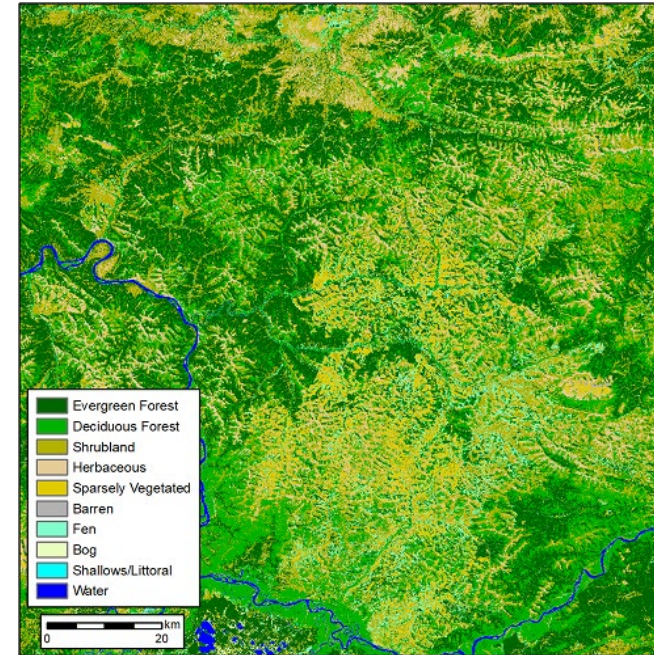 Evergreen Forest
Deciduous Forest
Shrubland
Herbaceous
Sparsely Vegetated
Barren
Fen
Bog
Shallows/Littoral
Water
km
0 20